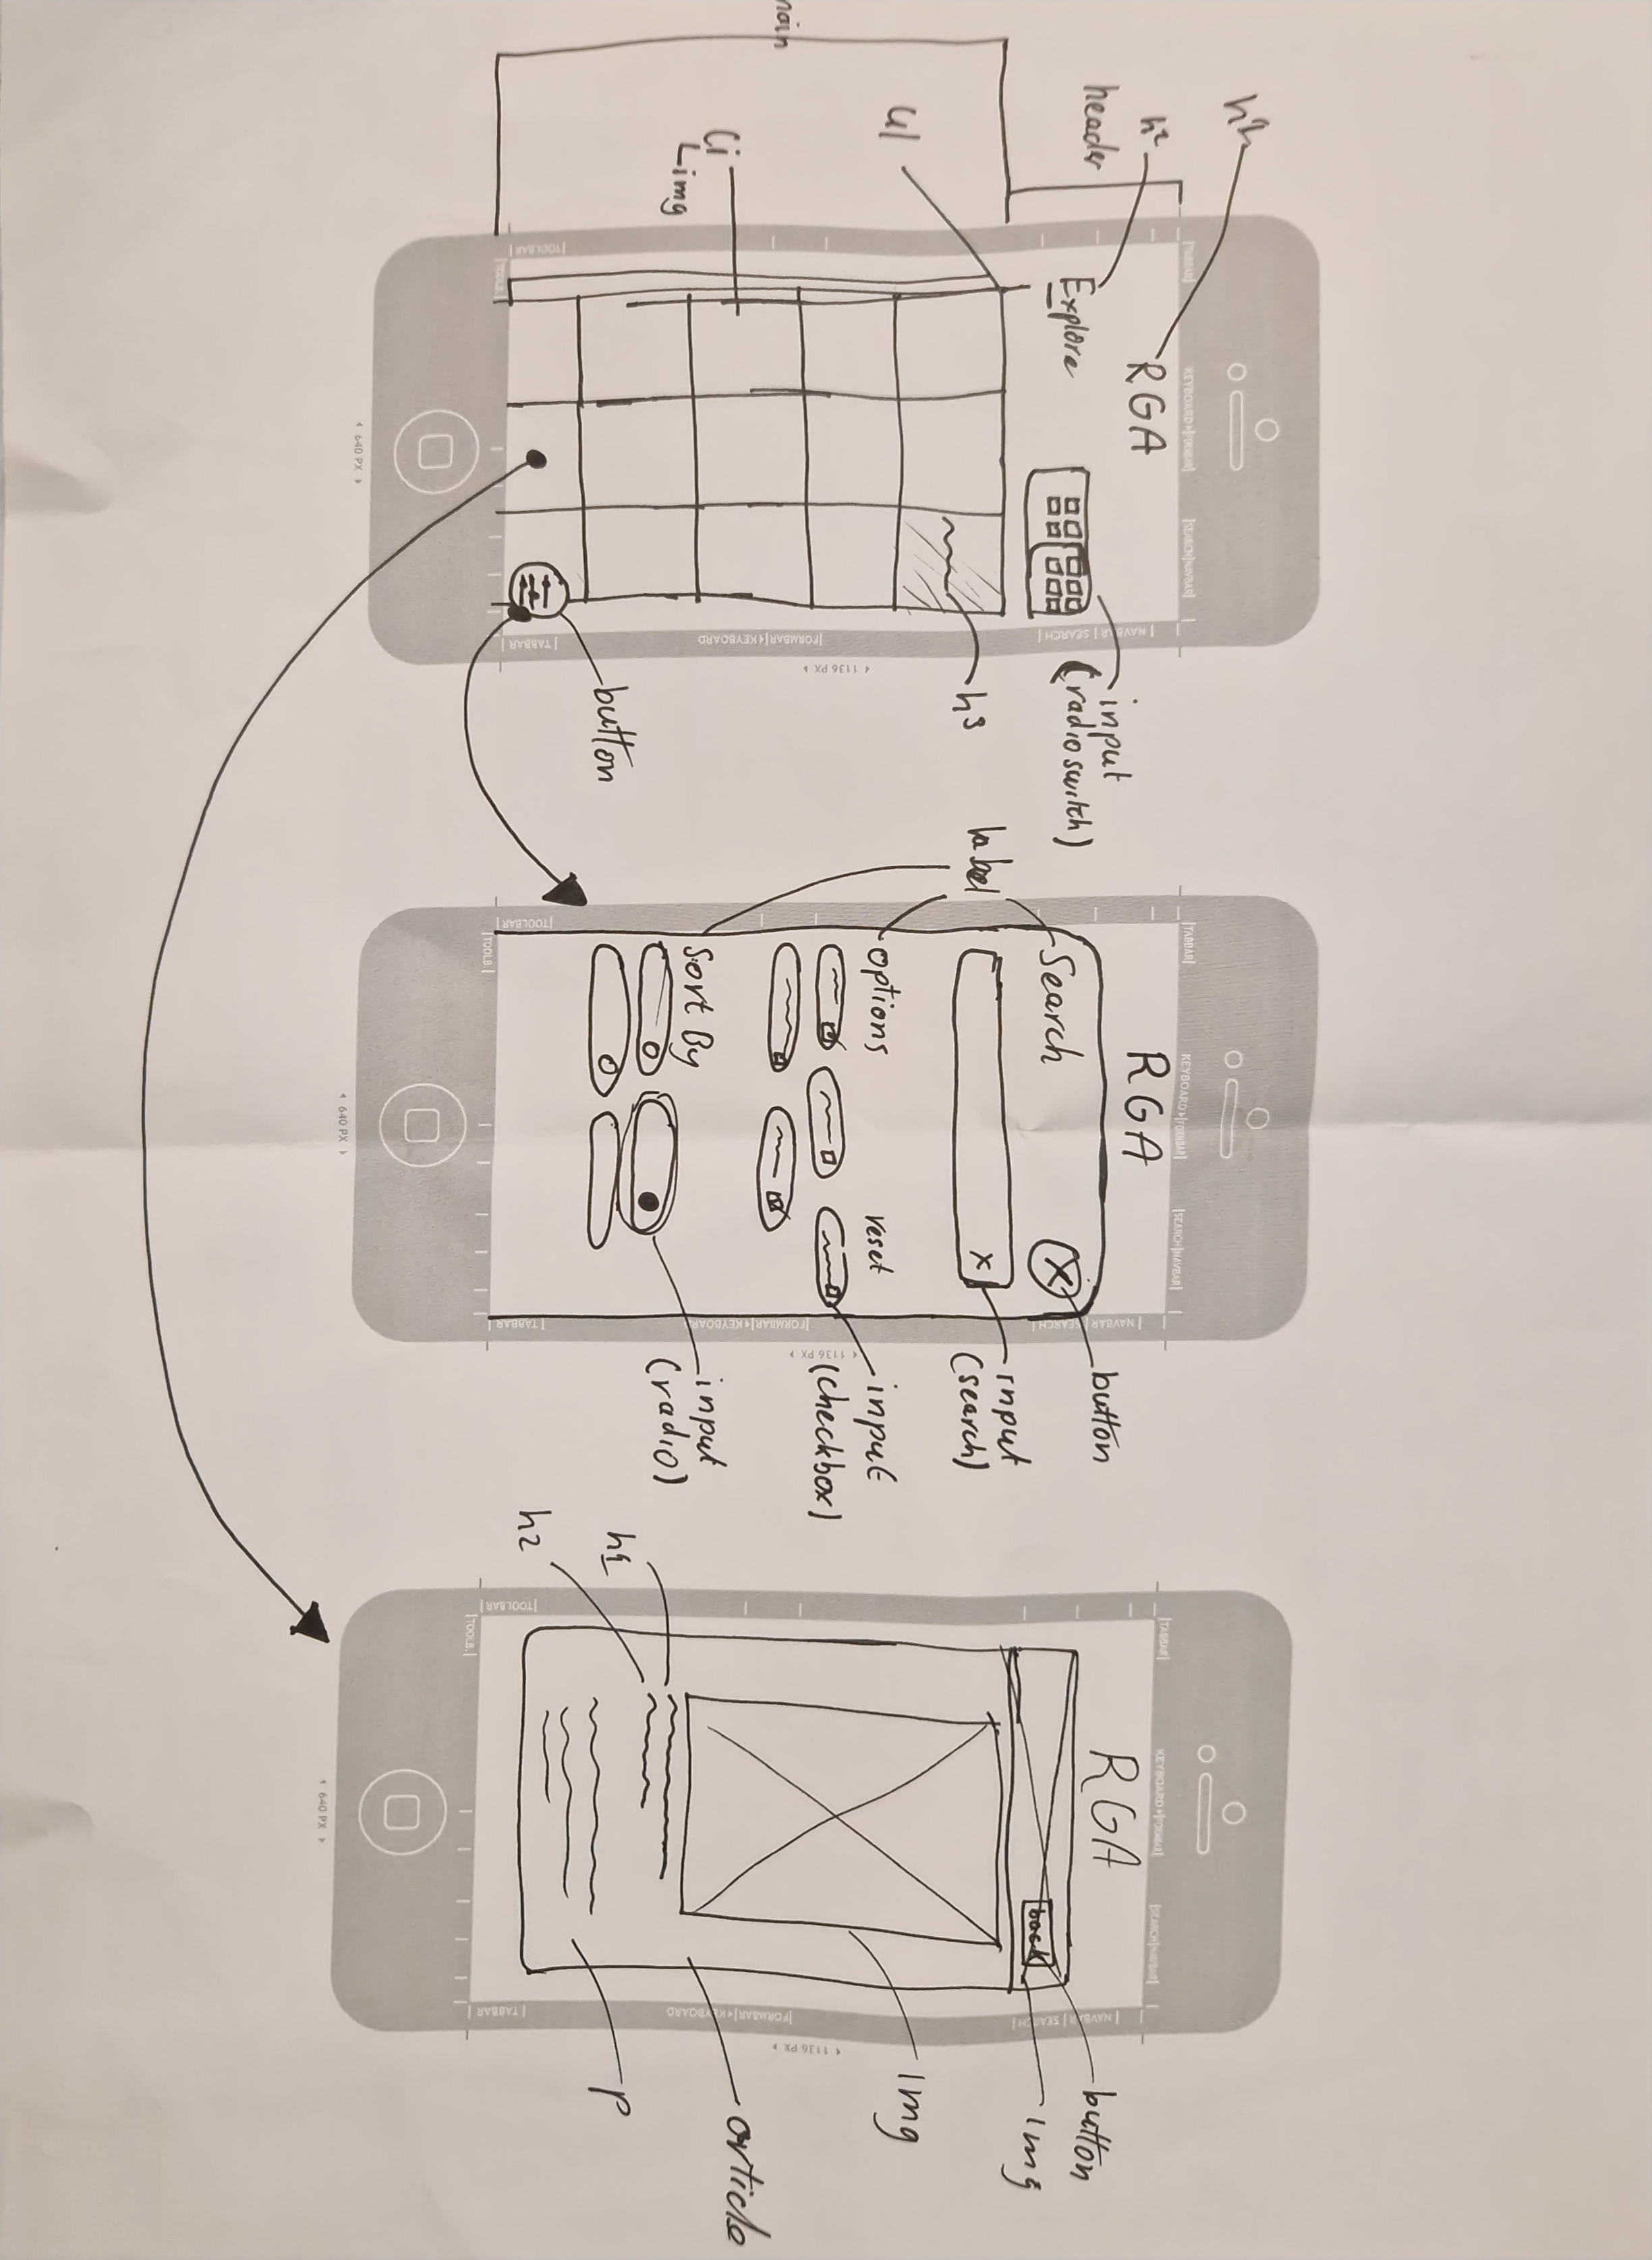 main
header
h2
h1
ul
li
img
RGA
Explore
h3
input
(radio switch)
button
TABBAR
KEYBOARD+FORMBAR
SEARCH|NAVBAR
NAVBAR | SEARCH
FORMBAR|+KEYBOARD
TABBAR
TOOLBAR
TOOLB.
640 PX
1136 PX
label
RGA
Search
X
X
options
reset
Sort By
button
input
(search)
input
(checkbox)
input
(radio)
TABBAR
KEYBOARD+FORMBAR
SEARCH|NAVBAR
NAVBAR | SEARCH
FORMBAR|+KEYBOARD
TABBAR
TOOLBAR
TOOLB.
640 PX
1136 PX
RGA
back
button
img
img
h1
h2
article
p
TABBAR
KEYBOARD+FORMBAR
SEARCH|NAVBAR
NAVBAR | SEARCH
FORMBAR|+KEYBOARD
TABBAR
TOOLBAR
TOOLB.
640 PX
1136 PX